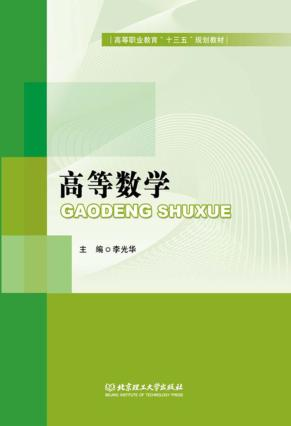 高等职业教育“十三五”规划教材
高等数学
GAODENG SHUXUE
主 编 ○ 李光华
北京理工大学出版社
BEIJING INSTITUTE OF TECHNOLOGY PRESS